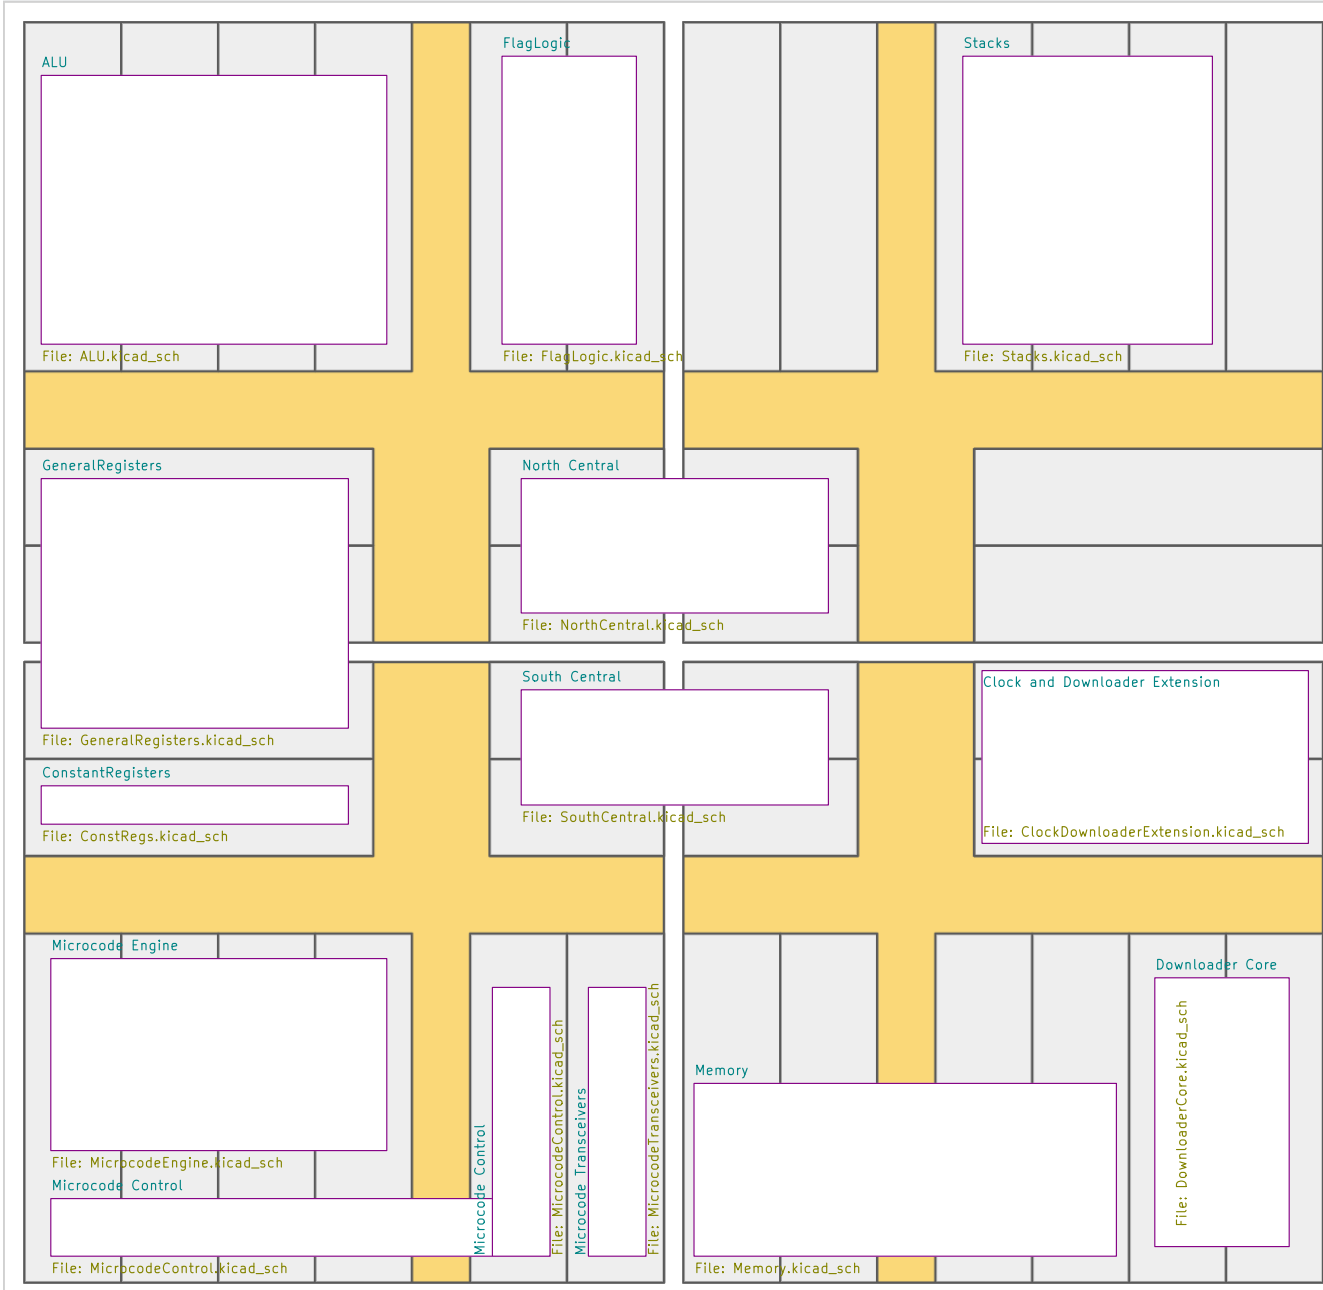 ALU
File: ALU.kicad_sch
FlagLogic
File: FlagLogic.kicad_sch
Stacks
File: Stacks.kicad_sch
GeneralRegisters
File: GeneralRegisters.kicad_sch
North Central
File: NorthCentral.kicad_sch
South Central
File: SouthCentral.kicad_sch
Clock and Downloader Extension
File: ClockDownloaderExtension.kicad_sch
ConstantRegisters
File: ConstRegs.kicad_sch
Microcode Engine
File: MicrocodeEngine.kicad_sch
Microcode Control
File: MicrocodeControl.kicad_sch
Microcode Control
File: MicrocodeControl.kicad_sch
Microcode Transceivers
File: MicrocodeTransceivers.kicad_sch
Memory
File: Memory.kicad_sch
Downloader Core
File: DownloaderCore.kicad_sch